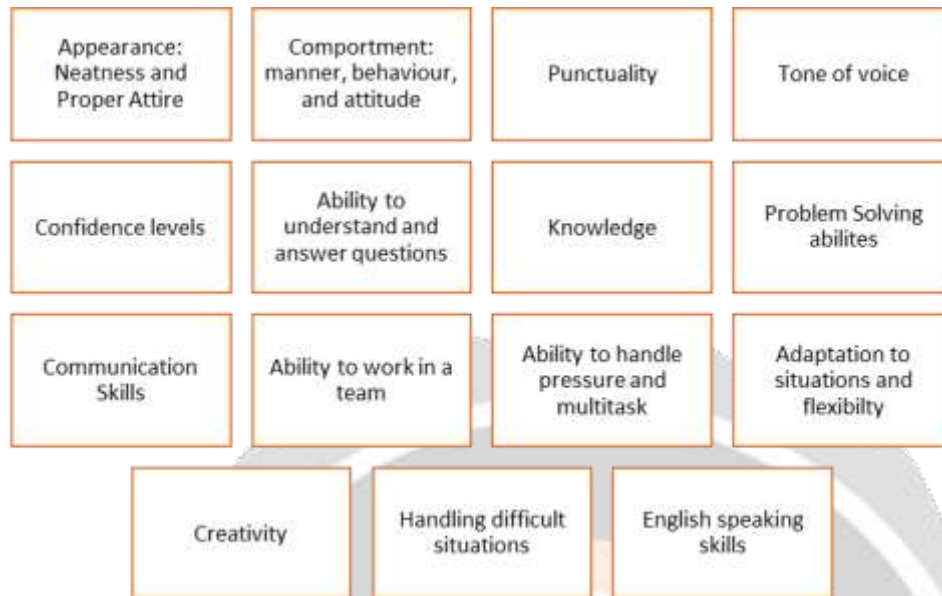 Appearance:
Neatness and
Proper Attire
Comportment:
manner, behaviour,
and attitude
Punctuality
Tone of voice
Confidence levels
Ability to
understand and
answer questions
Knowledge
Problem Solving
abilites
Communication
Skills
Ability to work in a
team
Ability to handle
pressure and
multitask
Adaptation to
situations and
flexibilty
Creativity
Handling difficult
situations
English speaking
skills